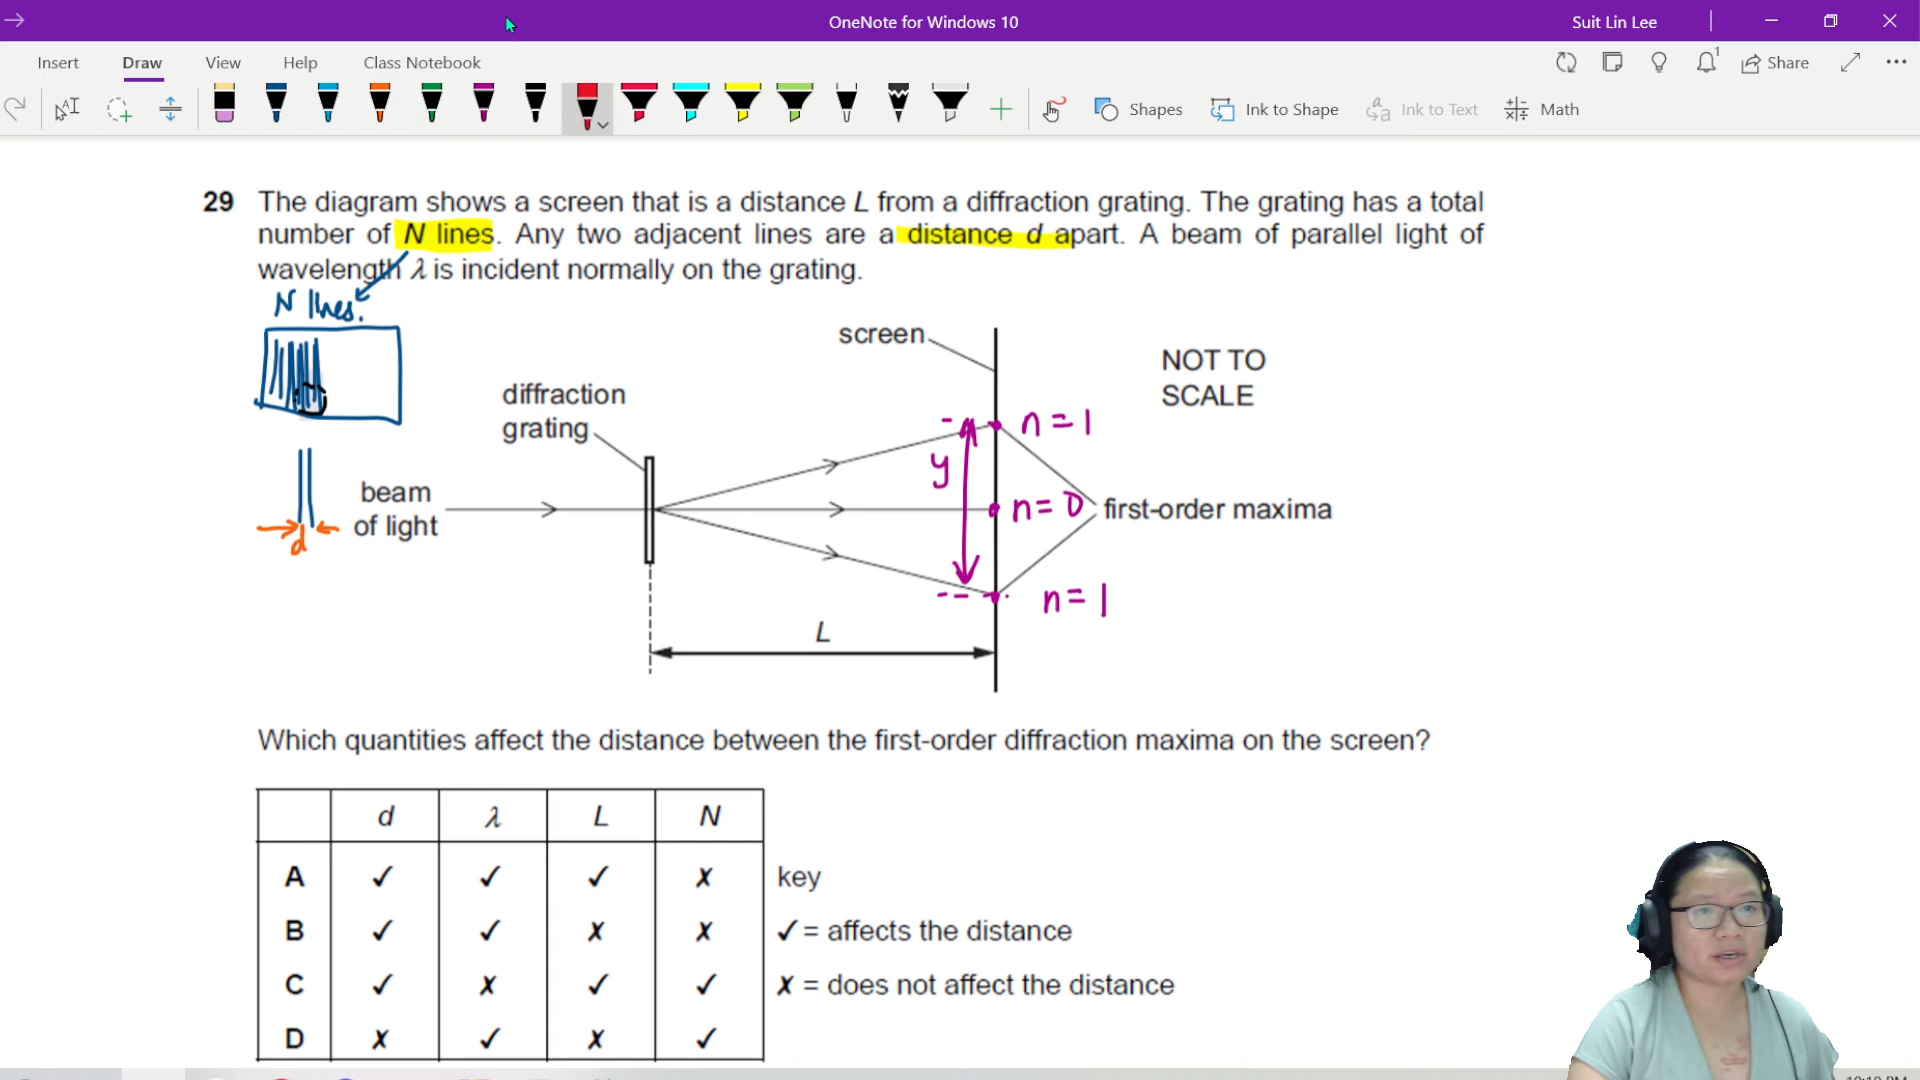 OneNote for Windows 10
Suit Lin Lee
Insert
Draw
View
Help
Class Notebook
1
Share
Shapes
Ink to Shape
Ink to Text
Math
29 The diagram shows a screen that is a distance L from a diffraction grating. The grating has a total
number of N lines. Any two adjacent lines are a distance d apart. A beam of parallel light of
wavelength λ is incident normally on the grating.
N lines.
screen
NOT TO
SCALE
diffraction
grating
n = 1
y
beam
of light
n = 0
first-order maxima
d
n = 1
L
Which quantities affect the distance between the first-order diffraction maxima on the screen?
d λ L N
A ✓ ✓ ✓ ✗ key
B ✓ ✓ ✗ ✗ ✓ = affects the distance
C ✓ ✗ ✓ ✓ ✗ = does not affect the distance
D ✗ ✓ ✗ ✓